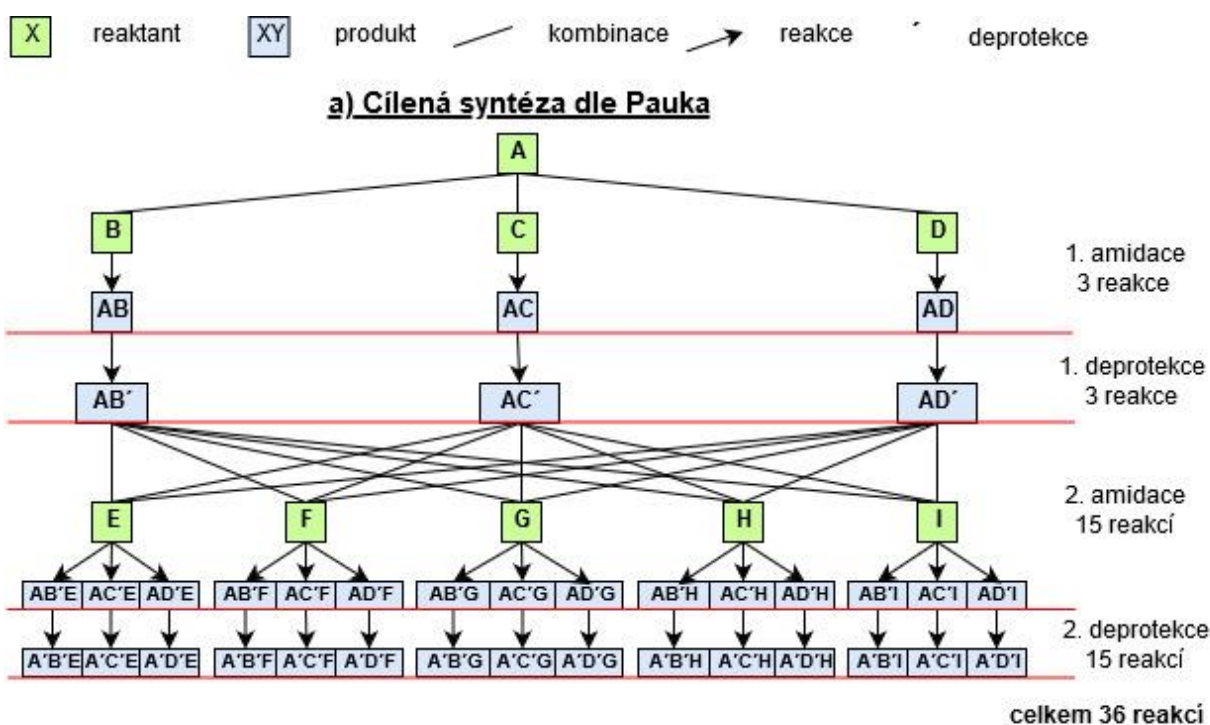 X reaktant XY produkt kombinace reakce ´ deprotekce
a) Cílená syntéza dle Pauka
A
B C D
1. amidace
3 reakce
AB AC AD
1. deprotekce
3 reakce
AB´ AC´ AD´
2. amidace
15 reakcí
E F G H I
AB´E AC´E AD´E AB´F AC´F AD´F AB´G AC´G AD´G AB´H AC´H AD´H AB´I AC´I AD´I
2. deprotekce
15 reakcí
A´B´E A´C´E A´D´E A´B´F A´C´F A´D´F A´B´G A´C´G A´D´G A´B´H A´C´H A´D´H A´B´I A´C´I A´D´I
celkem 36 reakcí